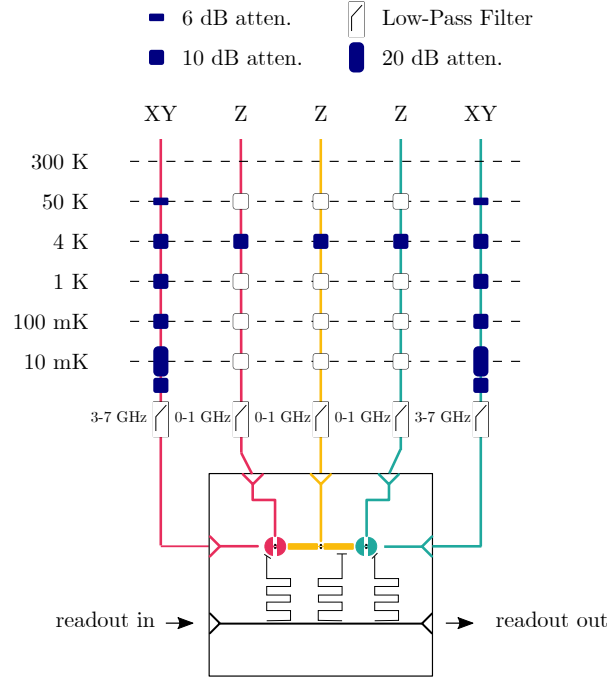 6 dB atten.
Low-Pass Filter
10 dB atten.
20 dB atten.
XY Z Z Z XY
300 K
50 K
4 K
1 K
100 mK
10 mK
3-7 GHz 0-1 GHz 0-1 GHz 0-1 GHz 3-7 GHz
readout in
readout out